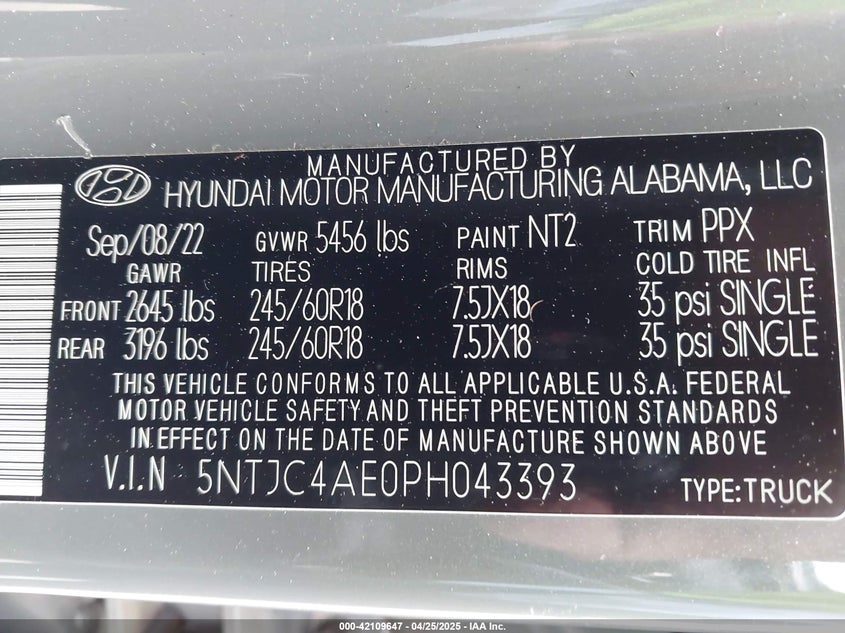 MANUFACTURED BY
HYUNDAI MOTOR MANUFACTURING ALABAMA, LLC
Sep/08/22 GVWR 5456 lbs PAINT NT2 TRIM PPX
GAWR TIRES RIMS COLD TIRE INFL
FRONT 2645 lbs 245/60R18 7.5JX18 35 psi SINGLE
REAR 3196 lbs 245/60R18 7.5JX18 35 psi SINGLE
THIS VEHICLE CONFORMS TO ALL APPLICABLE U.S.A. FEDERAL
MOTOR VEHICLE SAFETY AND THEFT PREVENTION STANDARDS
IN EFFECT ON THE DATE OF MANUFACTURE SHOWN ABOVE
V.I.N 5NTJC4AE0PH043393 TYPE:TRUCK
000-42109647 - 04/25/2025 - IAA Inc.